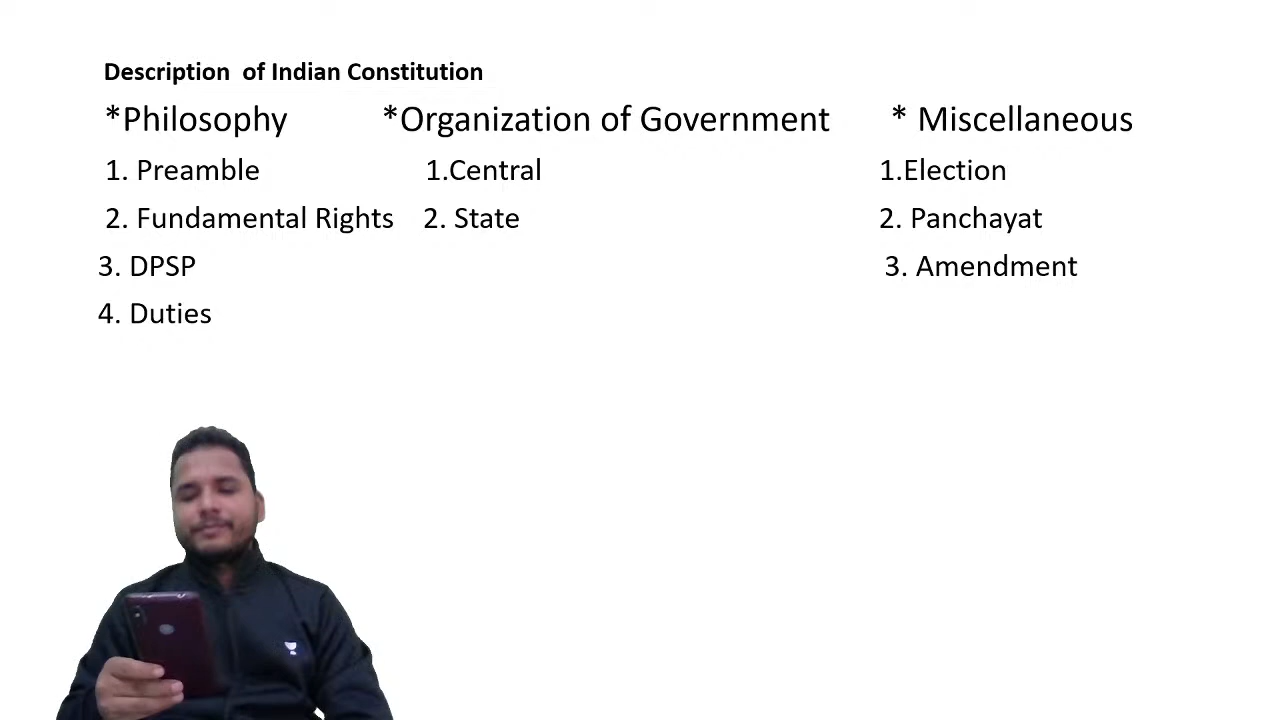 Description  of Indian Constitution
*Philosophy *Organization of Government * Miscellaneous
1. Preamble 1.Central 1.Election
2. Fundamental Rights 2. State 2. Panchayat
3. DPSP 3. Amendment
4. Duties